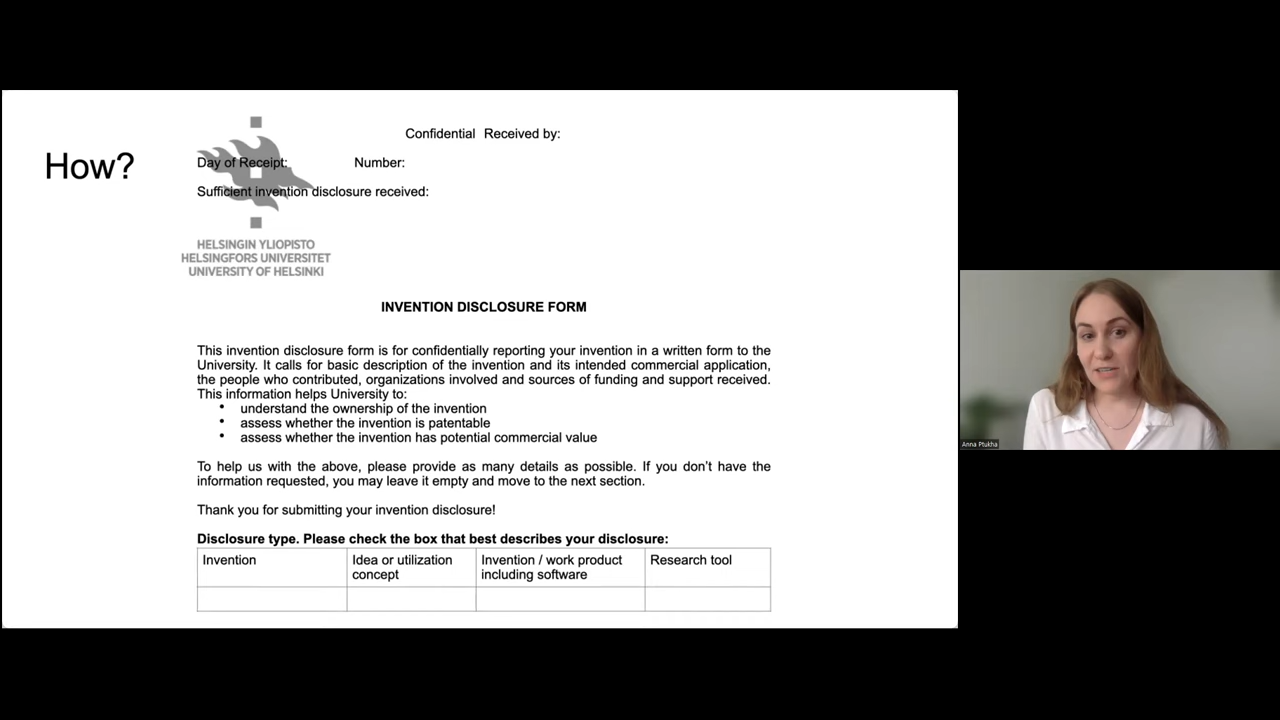 How?
Confidential Received by:
Day of Receipt: Number:
Sufficient invention disclosure received:
HELSINGIN YLIOPISTO
HELSINGFORS UNIVERSITET
UNIVERSITY OF HELSINKI
INVENTION DISCLOSURE FORM
This invention disclosure form is for confidentially reporting your invention in a written form to the
University. It calls for basic description of the invention and its intended commercial application,
the people who contributed, organizations involved and sources of funding and support received.
This information helps University to:
• understand the ownership of the invention
• assess whether the invention is patentable
• assess whether the invention has potential commercial value
To help us with the above, please provide as many details as possible. If you don’t have the
information requested, you may leave it empty and move to the next section.
Thank you for submitting your invention disclosure!
Disclosure type. Please check the box that best describes your disclosure:
Invention
Idea or utilization
concept
Invention / work product
including software
Research tool
Anna Ptukha